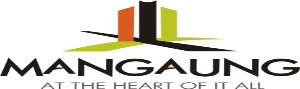 MANGAUNG
AT THE HEART OF IT ALL